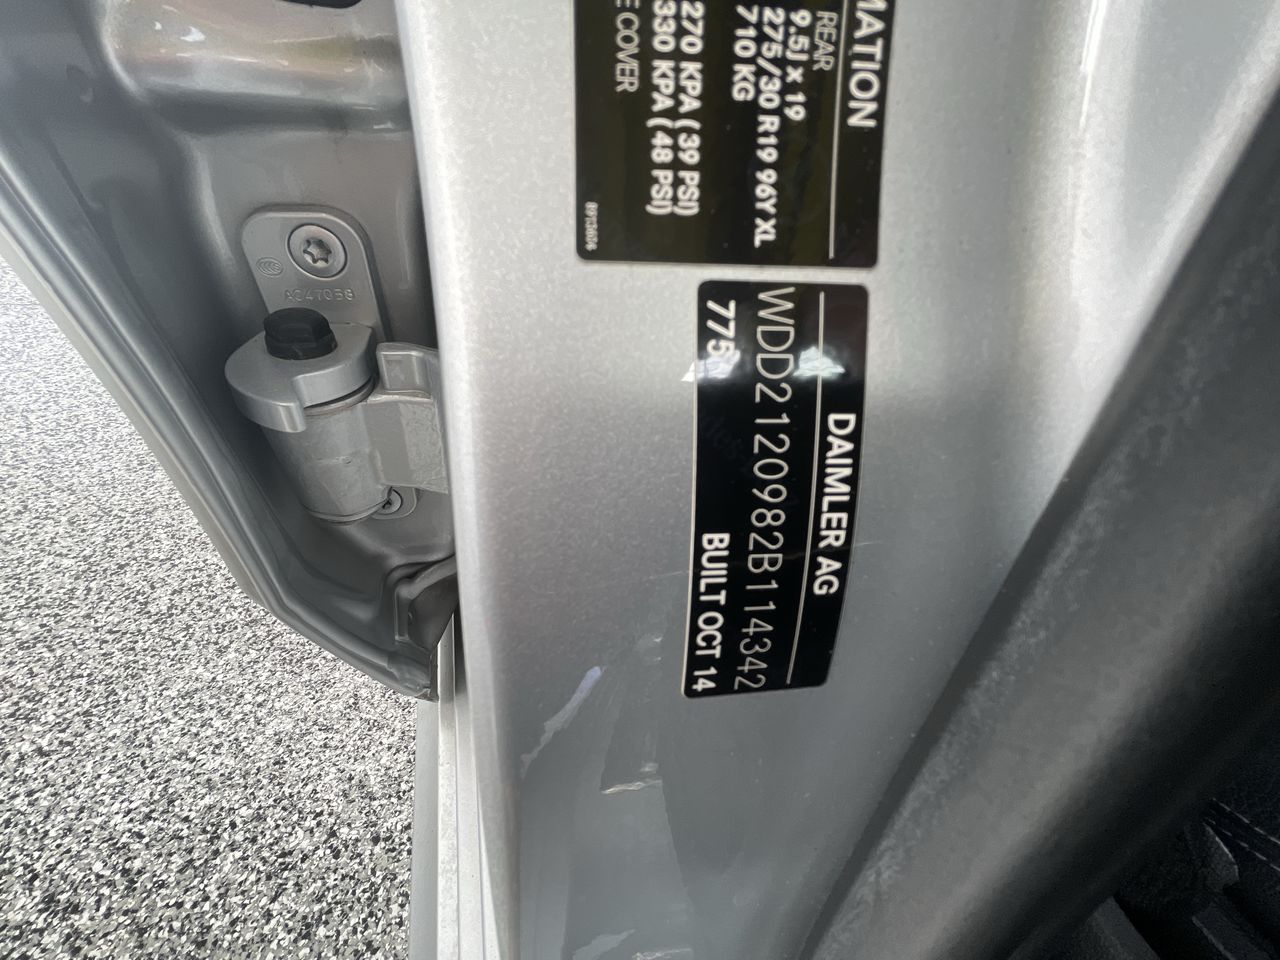 MATION
REAR
9.5J x 19
275/30 R19 96Y XL
710 KG
270 KPA ( 39 PSI)
330 KPA ( 48 PSI)
E COVER
DAIMLER AG
WDD2120982B114342
775
BUILT OCT 14